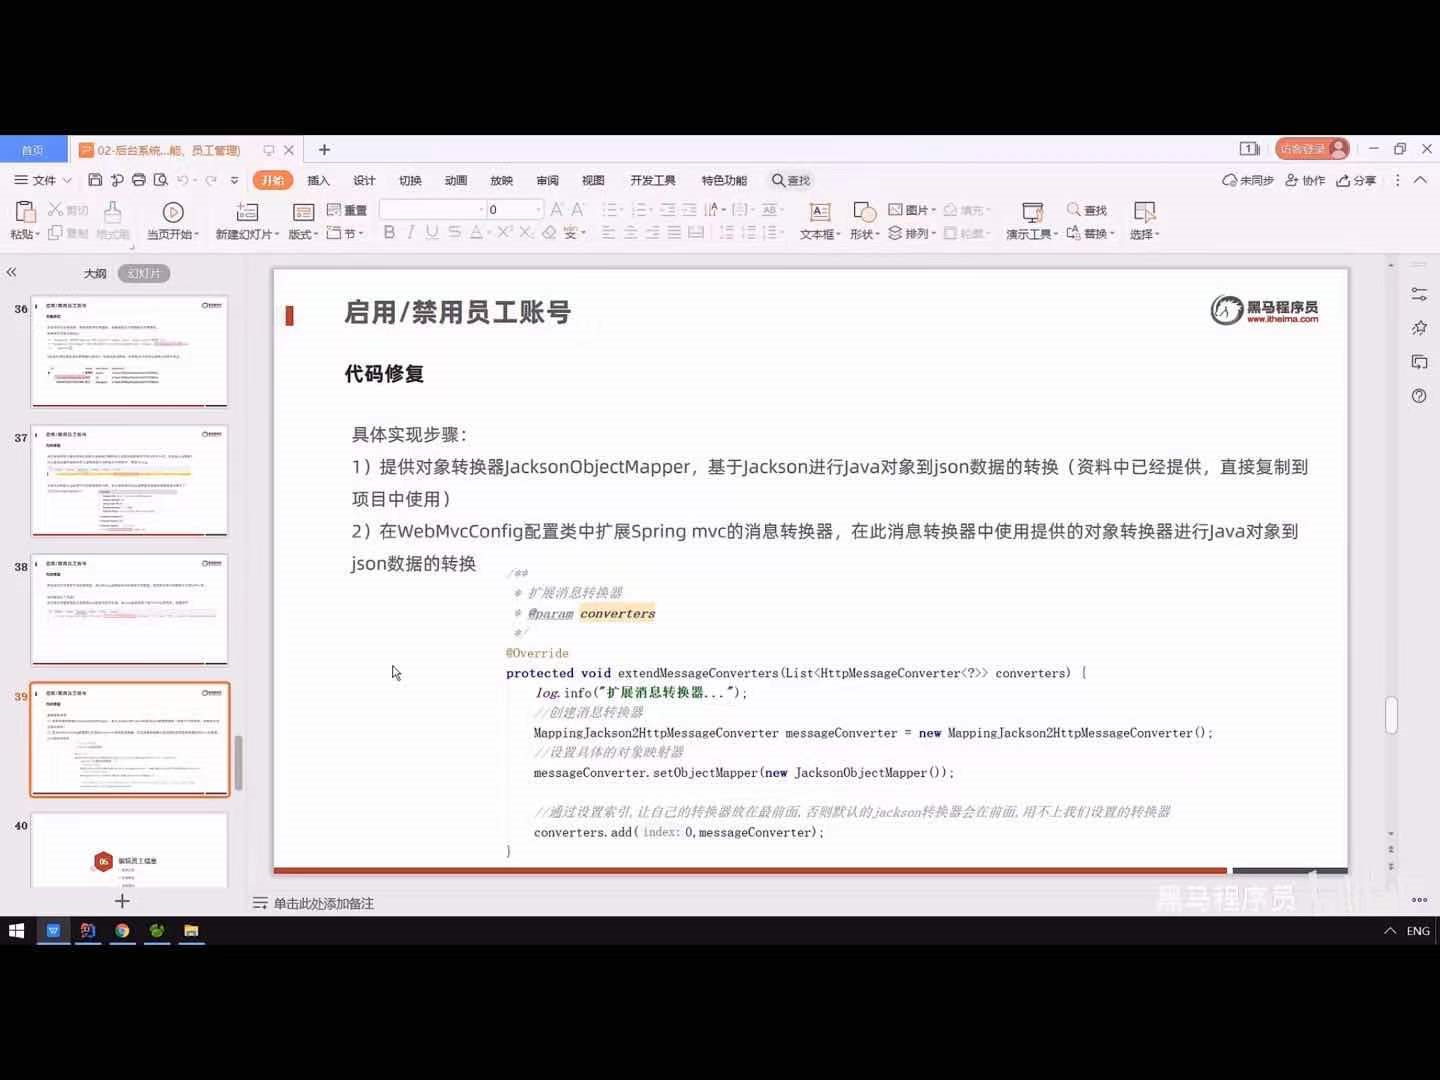 首页
02-后台系统...能、员工管理)
访客登录
文件
开始
插入
设计
切换
动画
放映
审阅
视图
开发工具
特色功能
查找
未同步
协作
分享
粘贴
剪切
复制
格式刷
当页开始
新建幻灯片
版式
重置
节
0
文本框
形状
图片
排列
填充
轮廓
演示工具
查找
替换
选择
大纲
幻灯片
36
37
38
39
40
05
编辑员工信息
启用/禁用员工账号
黑马程序员
www.itheima.com
代码修复
具体实现步骤：
1）提供对象转换器JacksonObjectMapper，基于Jackson进行Java对象到json数据的转换（资料中已经提供，直接复制到
项目中使用）
2）在WebMvcConfig配置类中扩展Spring mvc的消息转换器，在此消息转换器中使用提供的对象转换器进行Java对象到
json数据的转换
/**
* 扩展消息转换器
* @param converters
*/
@Override
protected void extendMessageConverters(List<HttpMessageConverter<?>> converters) {
log.info("扩展消息转换器...");
//创建消息转换器
MappingJackson2HttpMessageConverter messageConverter = new MappingJackson2HttpMessageConverter();
//设置具体的对象映射器
messageConverter.setObjectMapper(new JacksonObjectMapper());
//通过设置索引,让自己的转换器放在最前面,否则默认的jackson转换器会在前面,用不上我们设置的转换器
converters.add( index: 0,messageConverter);
}
单击此处添加备注
黑马程序员
ENG